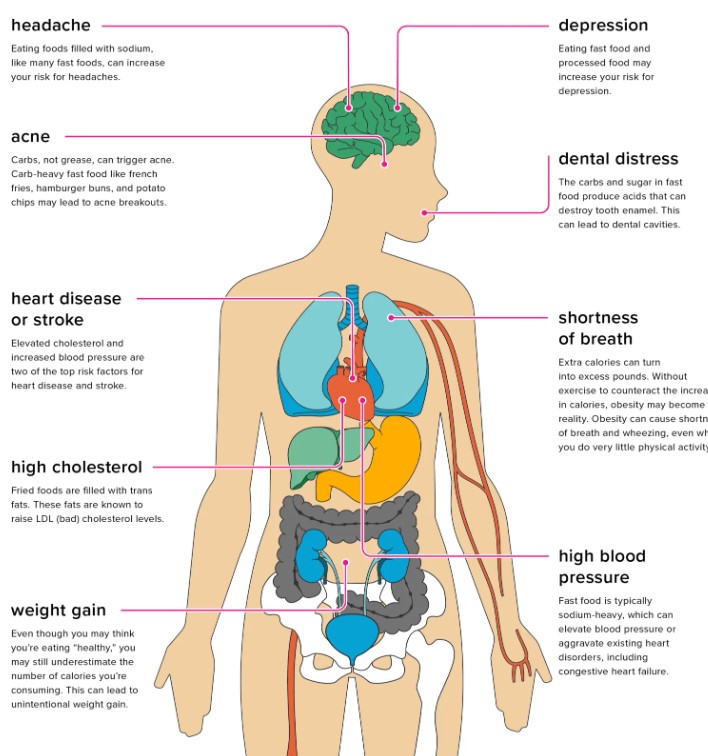 headache
Eating foods filled with sodium,
like many fast foods, can increase
your risk for headaches.
depression
Eating fast food and
processed food may
increase your risk for
depression.
acne
Carbs, not grease, can trigger acne.
Carb-heavy fast food like french
fries, hamburger buns, and potato
chips may lead to acne breakouts.
dental distress
The carbs and sugar in fast
food produce acids that can
destroy tooth enamel. This
can lead to dental cavities.
heart disease
or stroke
Elevated cholesterol and
increased blood pressure are
two of the top risk factors for
heart disease and stroke.
shortness
of breath
Extra calories can turn
into excess pounds. Without
exercise to counteract the increa
in calories, obesity may become
reality. Obesity can cause shortn
of breath and wheezing, even wh
you do very little physical activity
high cholesterol
Fried foods are filled with trans
fats. These fats are known to
raise LDL (bad) cholesterol levels.
high blood
pressure
Fast food is typically
sodium-heavy, which can
elevate blood pressure or
aggravate existing heart
disorders, including
congestive heart failure.
weight gain
Even though you may think
you're eating “healthy,” you
may still underestimate the
number of calories you're
consuming. This can lead to
unintentional weight gain.